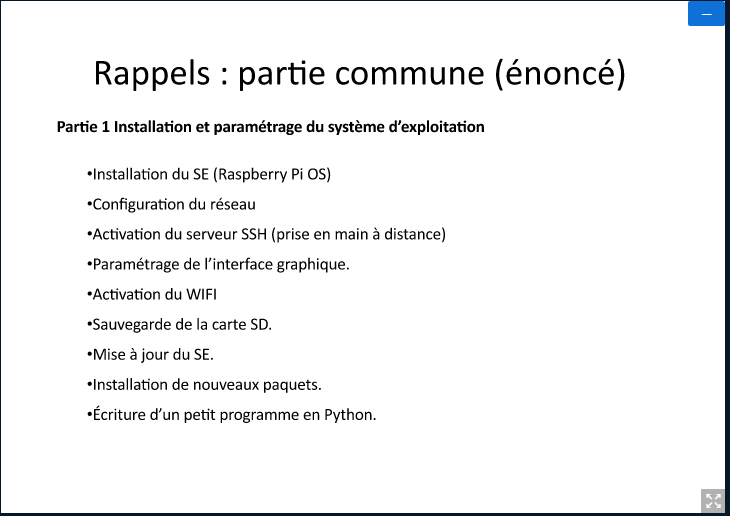 Rappels : partie commune (énoncé)
Partie 1 Installation et paramétrage du système d’exploitation
•Installation du SE (Raspberry Pi OS)
•Configuration du réseau
•Activation du serveur SSH (prise en main à distance)
•Paramétrage de l’interface graphique.
•Activation du WIFI
•Sauvegarde de la carte SD.
•Mise à jour du SE.
•Installation de nouveaux paquets.
•Écriture d’un petit programme en Python.